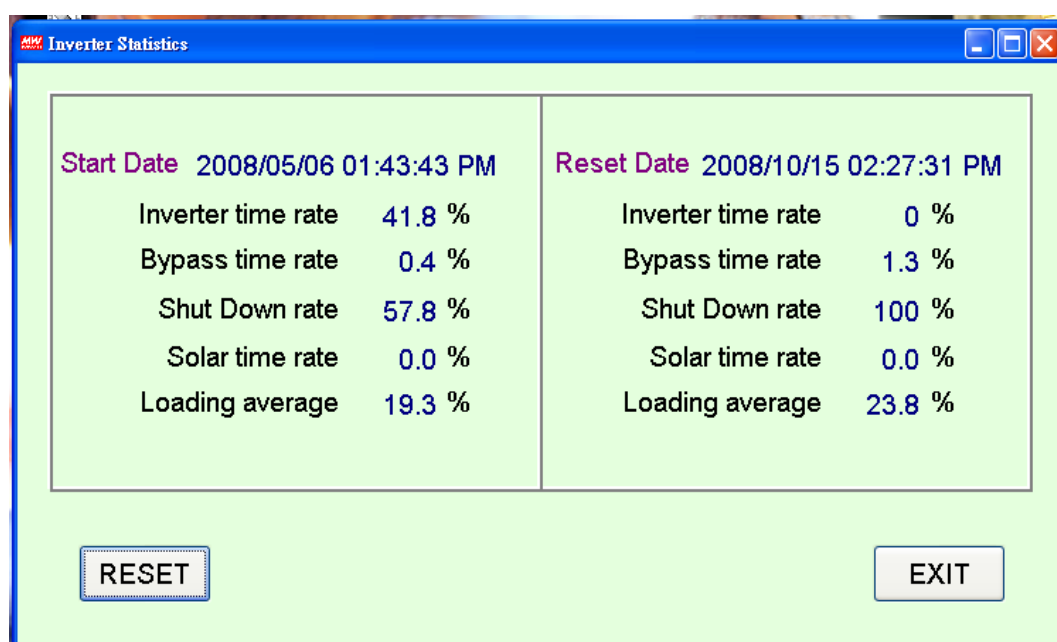 MW Inverter Statistics
Start Date 2008/05/06 01:43:43 PM
Inverter time rate 41.8 %
Bypass time rate 0.4 %
Shut Down rate 57.8 %
Solar time rate 0.0 %
Loading average 19.3 %
Reset Date 2008/10/15 02:27:31 PM
Inverter time rate 0 %
Bypass time rate 1.3 %
Shut Down rate 100 %
Solar time rate 0.0 %
Loading average 23.8 %
RESET
EXIT